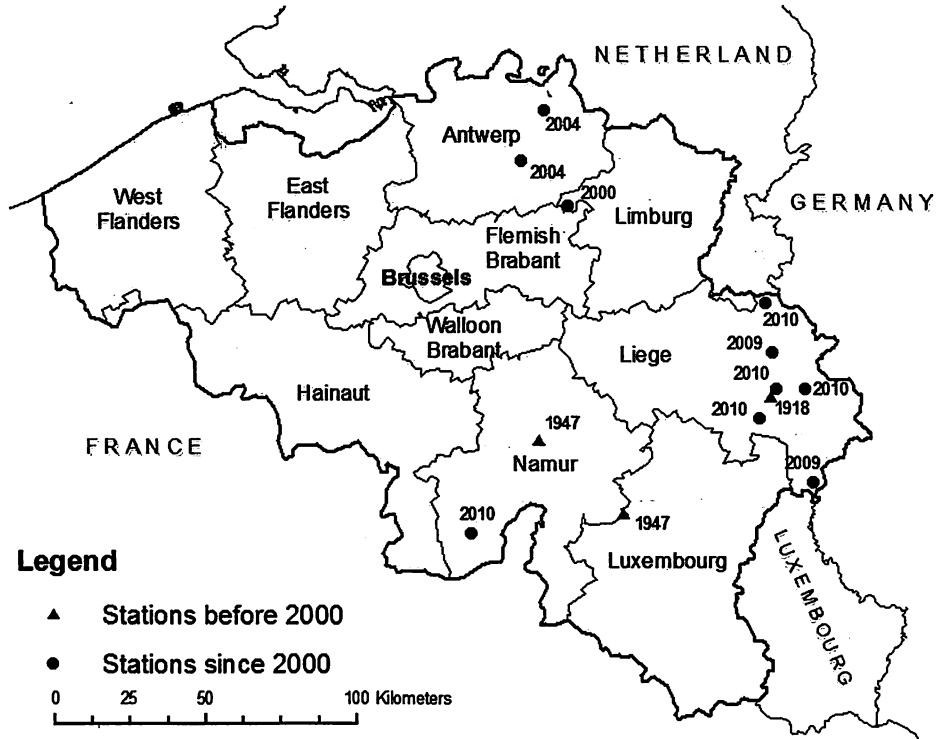 NETHERLAND
2004
Antwerp
2004
2000
West
Flanders
East
Flanders
Limburg
GERMANY
Flemish
Brabant
Brussels
2010
Walloon
Brabant
2009
Liege
Hainaut
2010
2010
1918
2010
1947
FRANCE
Namur
2009
2010
1947
Luxembourg
LUXEMBOURG
Legend
Stations before 2000
Stations since 2000
0 25 50 100 Kilometers